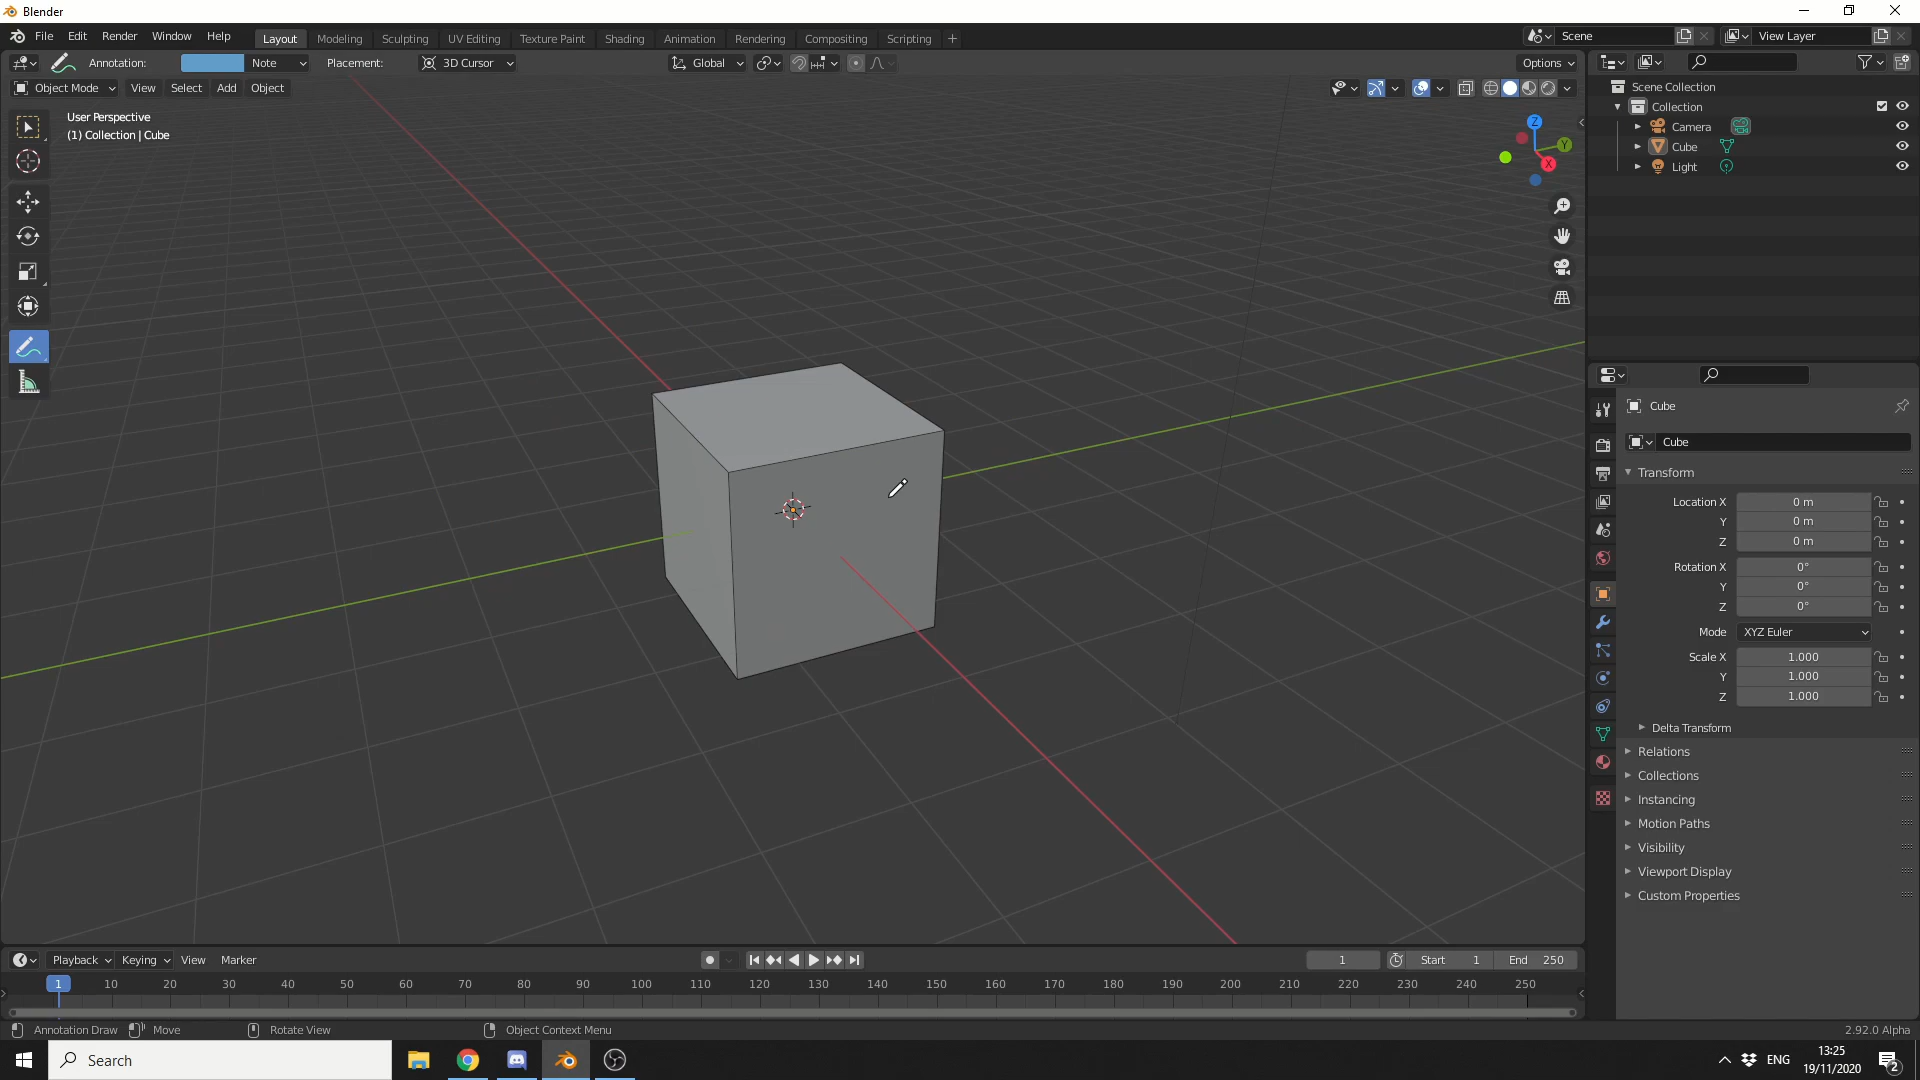 Blender
File Edit Render Window Help Layout Modeling Sculpting UV Editing Texture Paint Shading Animation Rendering Compositing Scripting + Scene View Layer
Annotation: Note Placement: 3D Cursor Global Options
Object Mode View Select Add Object
User Perspective
(1) Collection | Cube
Z
Y
X
Scene Collection
Collection
Camera
Cube
Light
Cube
Cube
Transform
Location X 0 m
Y 0 m
Z 0 m
Rotation X 0°
Y 0°
Z 0°
Mode XYZ Euler
Scale X 1.000
Y 1.000
Z 1.000
Delta Transform
Relations
Collections
Instancing
Motion Paths
Visibility
Viewport Display
Custom Properties
Playback Keying View Marker 1 Start 1 End 250
1 10 20 30 40 50 60 70 80 90 100 110 120 130 140 150 160 170 180 190 200 210 220 230 240 250
Annotation Draw Move Rotate View Object Context Menu 2.92.0 Alpha
Search ENG 13:25
19/11/2020 2